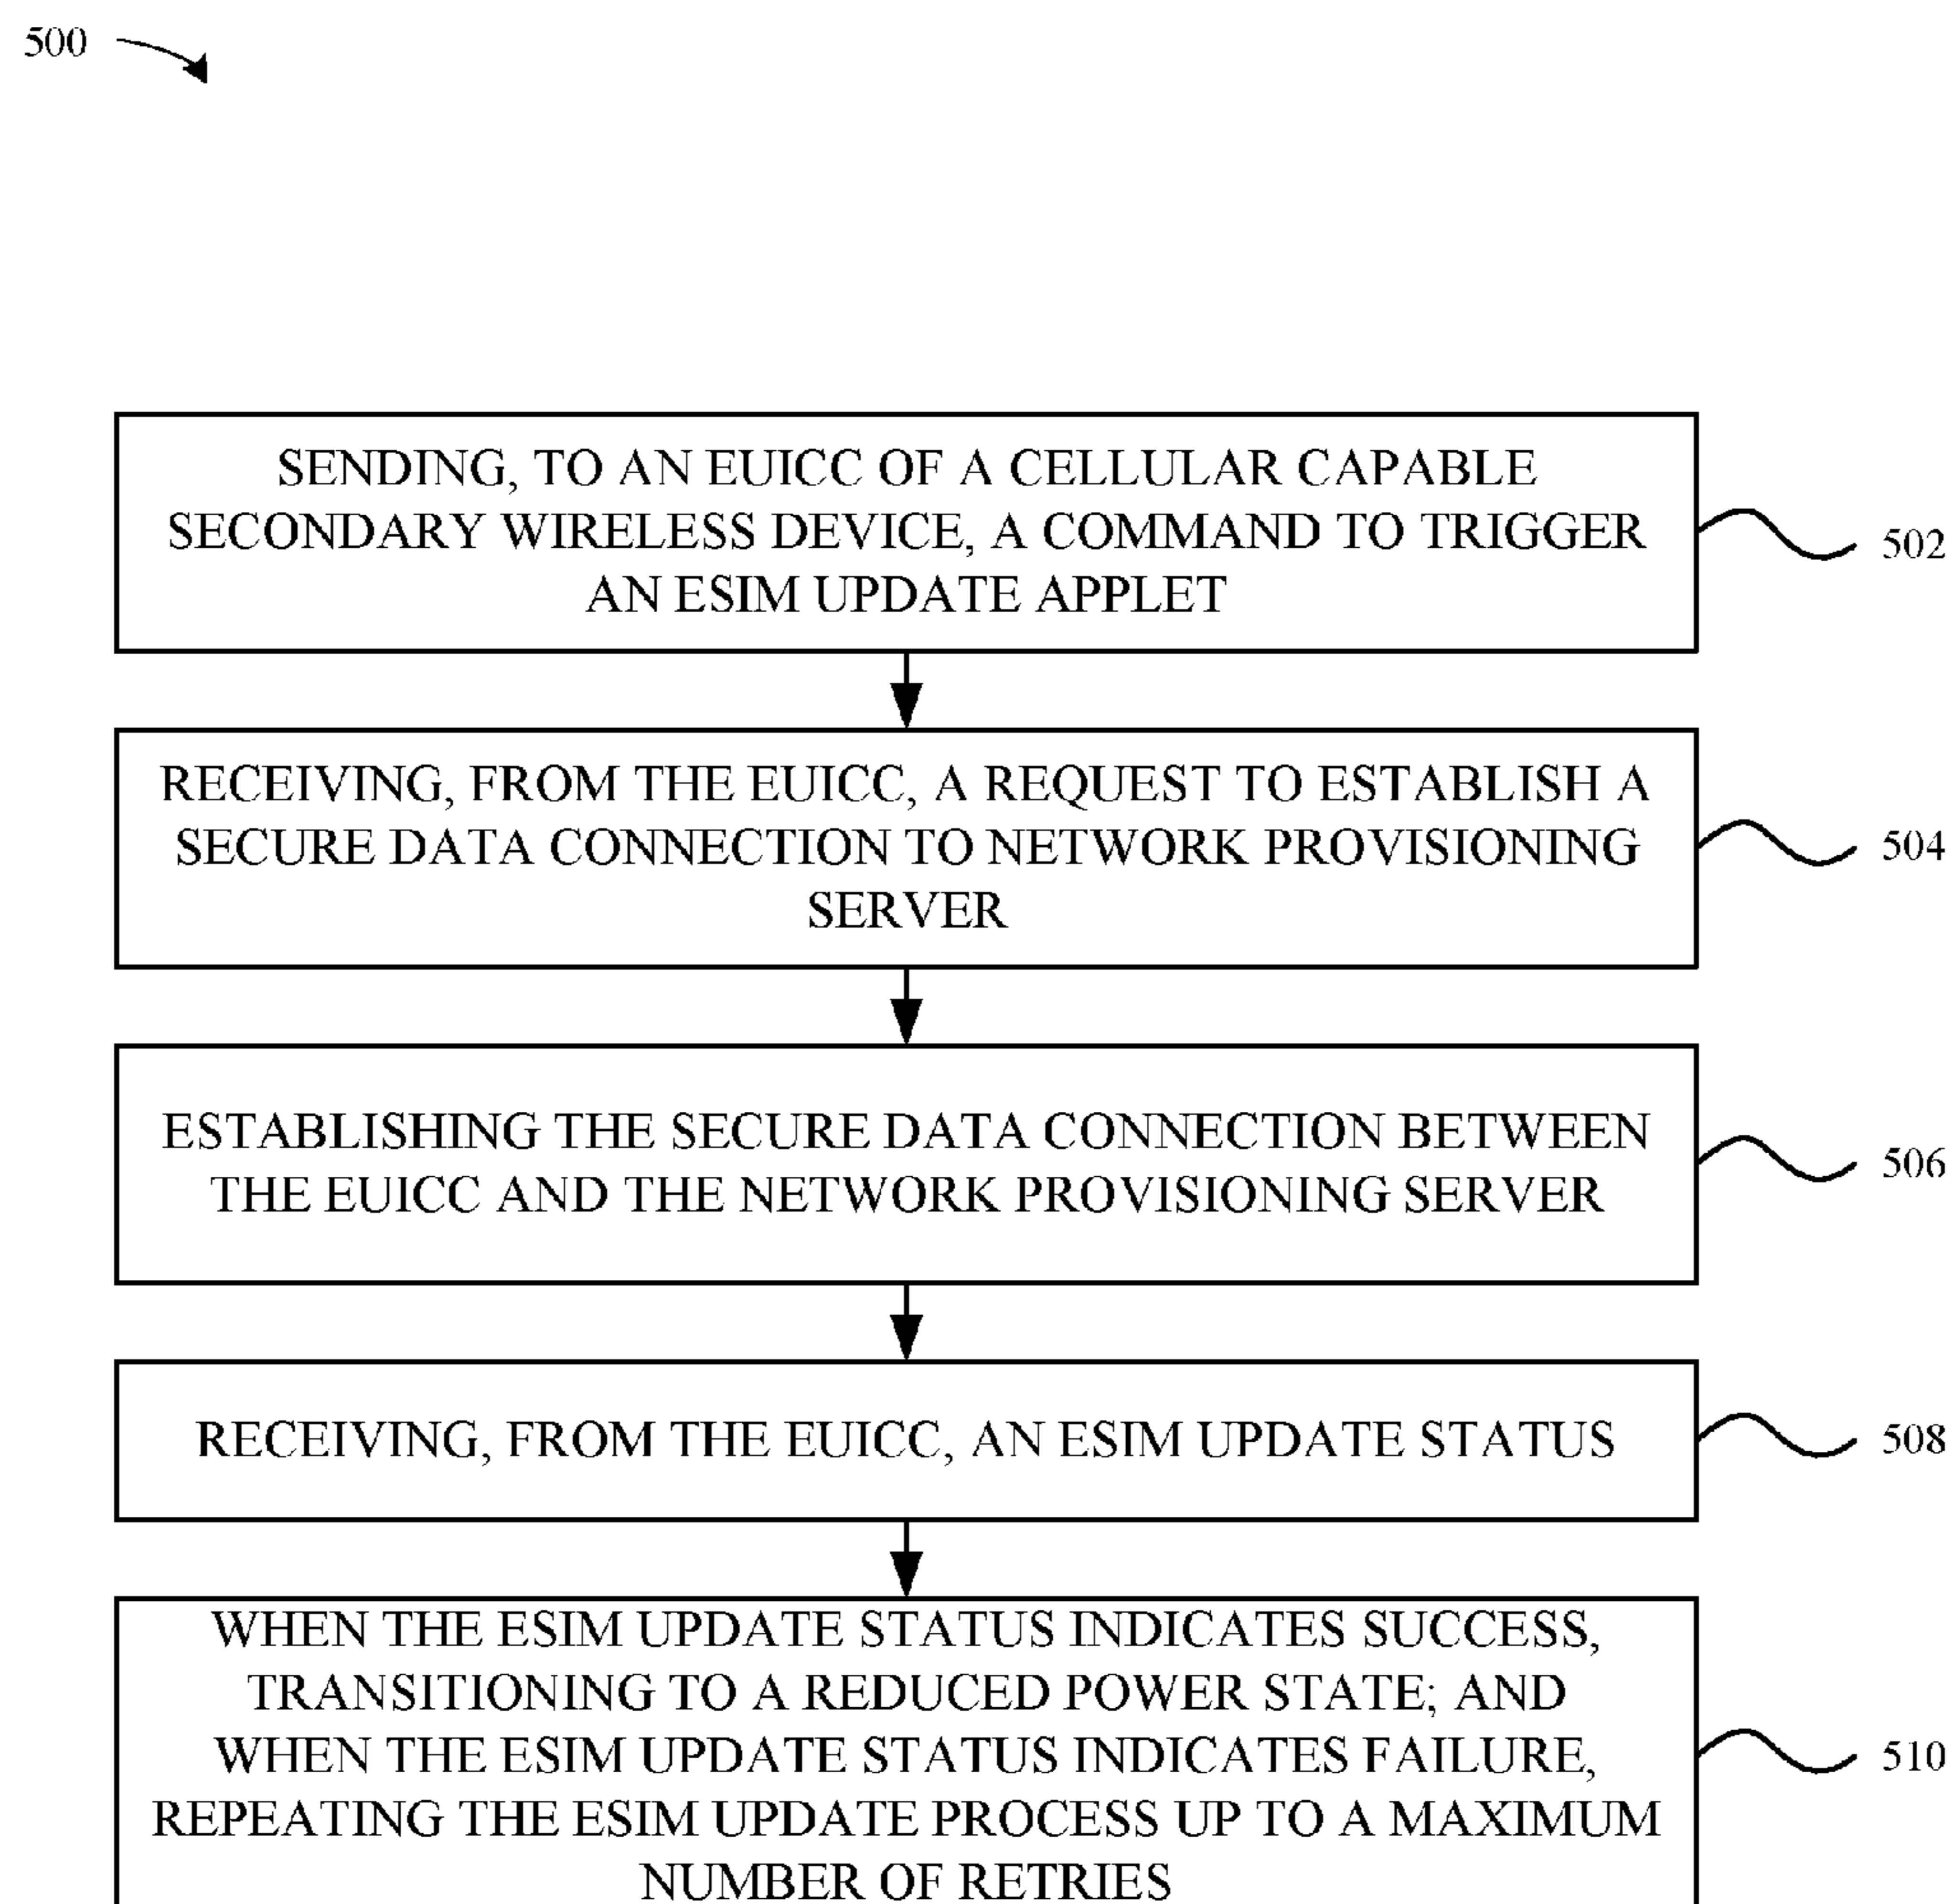 500
SENDING, TO AN EUICC OF A CELLULAR CAPABLE
SECONDARY WIRELESS DEVICE, A COMMAND TO TRIGGER
AN ESIM UPDATE APPLET
502
RECEIVING, FROM THE EUICC, A REQUEST TO ESTABLISH A
SECURE DATA CONNECTION TO NETWORK PROVISIONING
SERVER
504
ESTABLISHING THE SECURE DATA CONNECTION BETWEEN
THE EUICC AND THE NETWORK PROVISIONING SERVER
506
RECEIVING, FROM THE EUICC, AN ESIM UPDATE STATUS
508
WHEN THE ESIM UPDATE STATUS INDICATES SUCCESS,
TRANSITIONING TO A REDUCED POWER STATE; AND
WHEN THE ESIM UPDATE STATUS INDICATES FAILURE,
REPEATING THE ESIM UPDATE PROCESS UP TO A MAXIMUM
NUMBER OF RETRIES
510